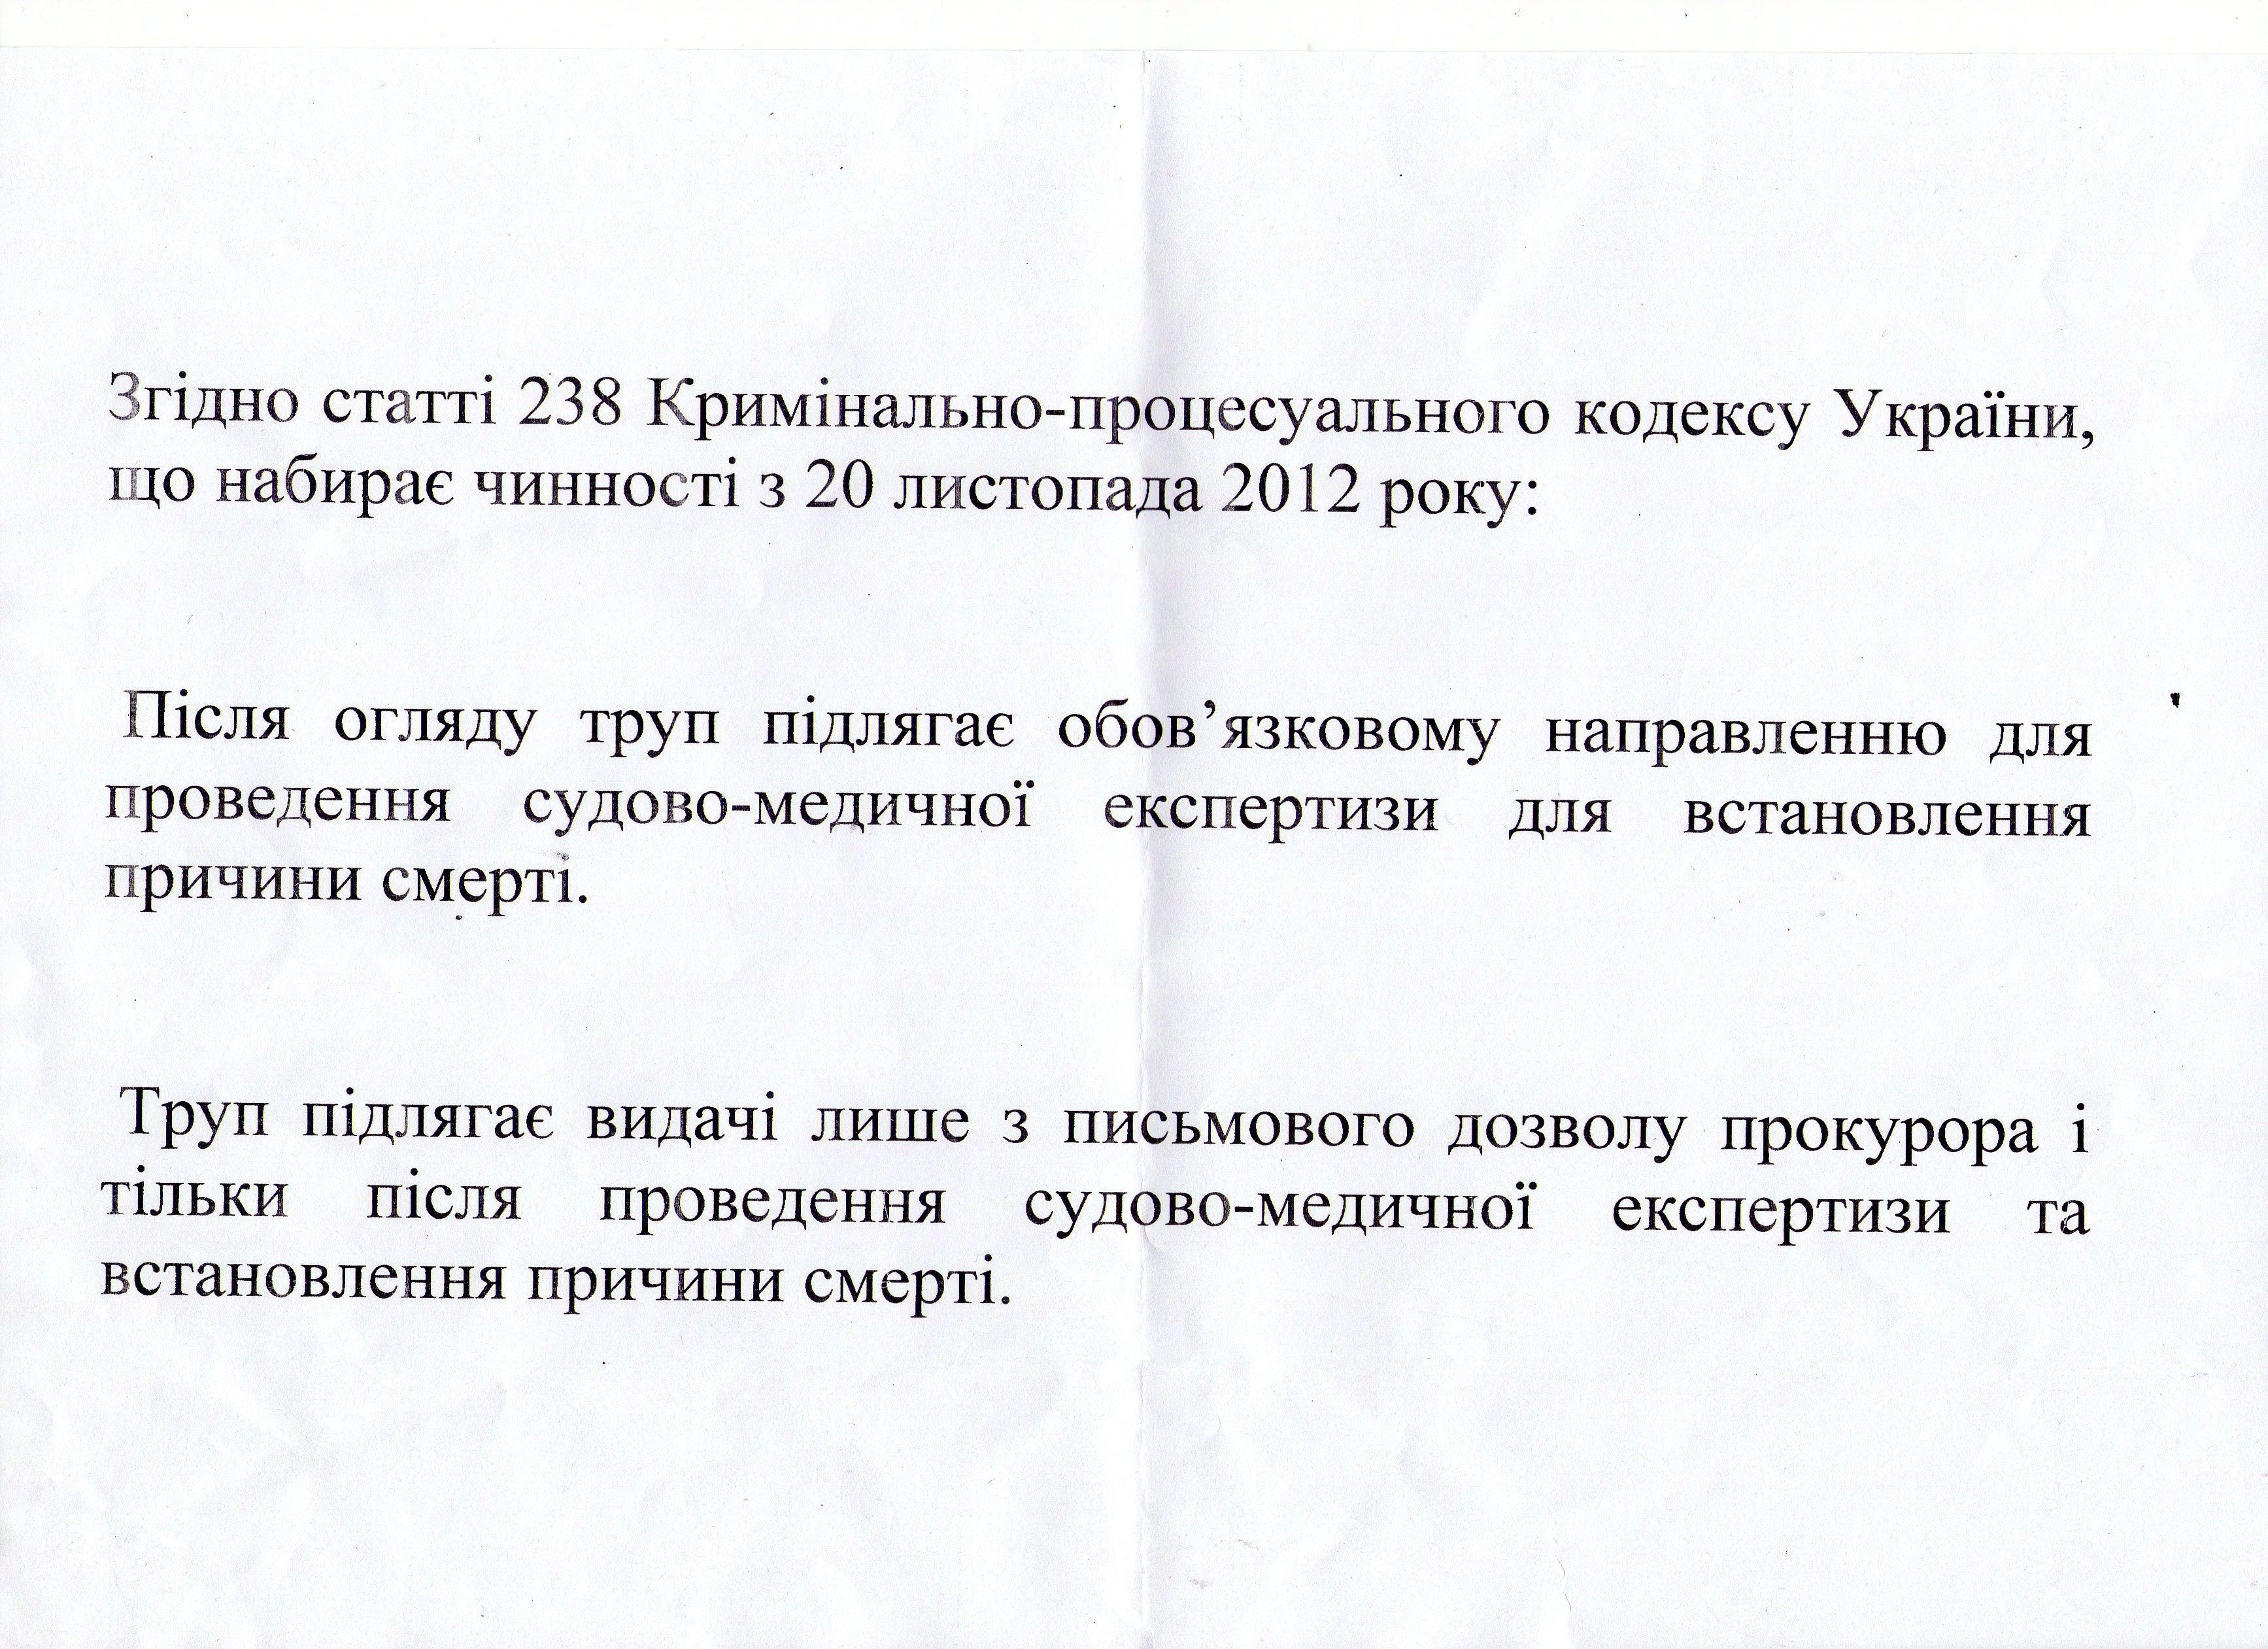 Згідно статті 238 Кримінально-процесуального кодексу України,
що набирає чинності з 20 листопада 2012 року:
Після огляду труп підлягає обов’язковому направленню для
проведення судово-медичної експертизи для встановлення
причини смерті.
Труп підлягає видачі лише з письмового дозволу прокурора і
тільки після проведення судово-медичної експертизи та
встановлення причини смерті.